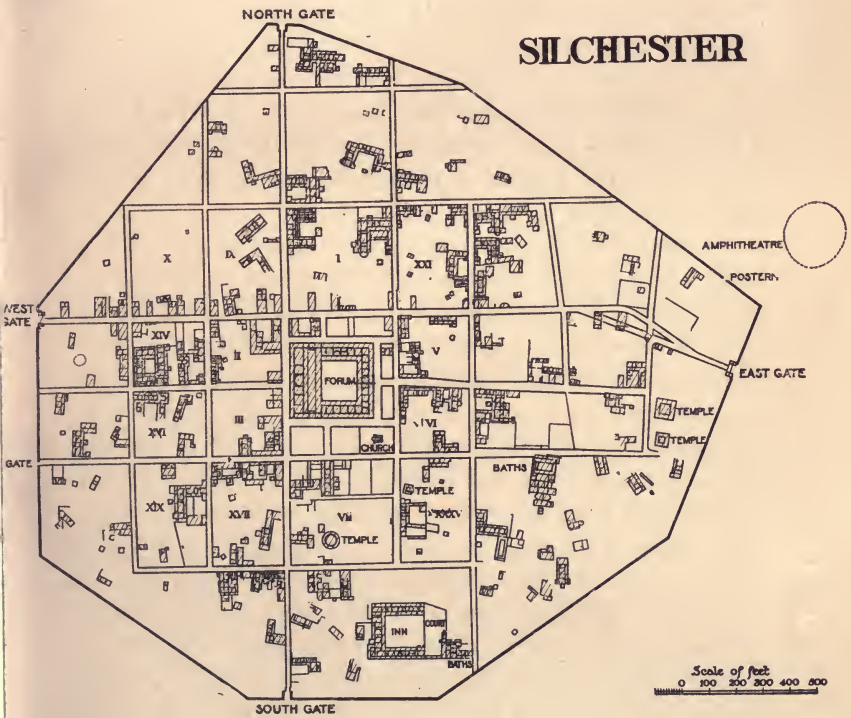 NORTH GATE
SILCHESTER
AMPHITHEATRE
POSTERN
X
IX
I
XXI
WEST
GATE
XIV
II
V
FORUM
EAST GATE
XVI
III
VI
TEMPLE
CHURCH
TEMPLE
GATE
BATHS
XIX
XVII
VII
TEMPLE
XXXV
TEMPLE
INN
COURT
BATHS
SOUTH GATE
Scale of feet
0 100 200 300 400 500